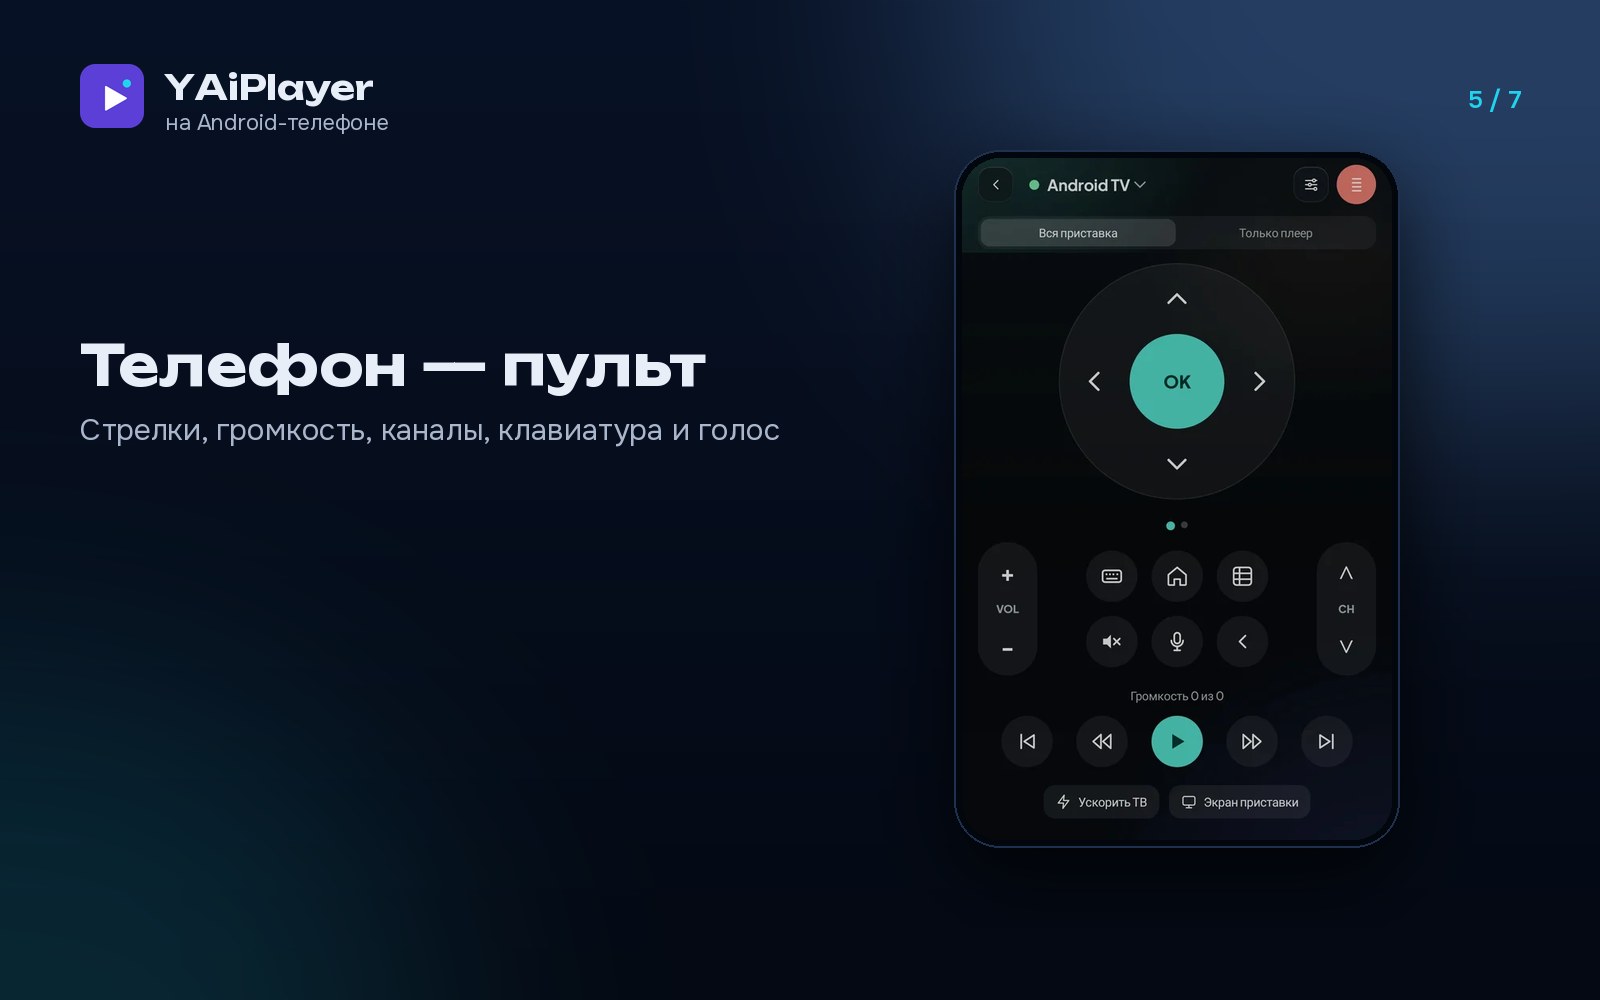 YAiPlayer
на Android-телефоне
5 / 7
Телефон — пульт
Стрелки, громкость, каналы, клавиатура и голос
Android TV
Вся приставка
Только плеер
OK
VOL
CH
Громкость 0 из 0
Ускорить ТВ
Экран приставки